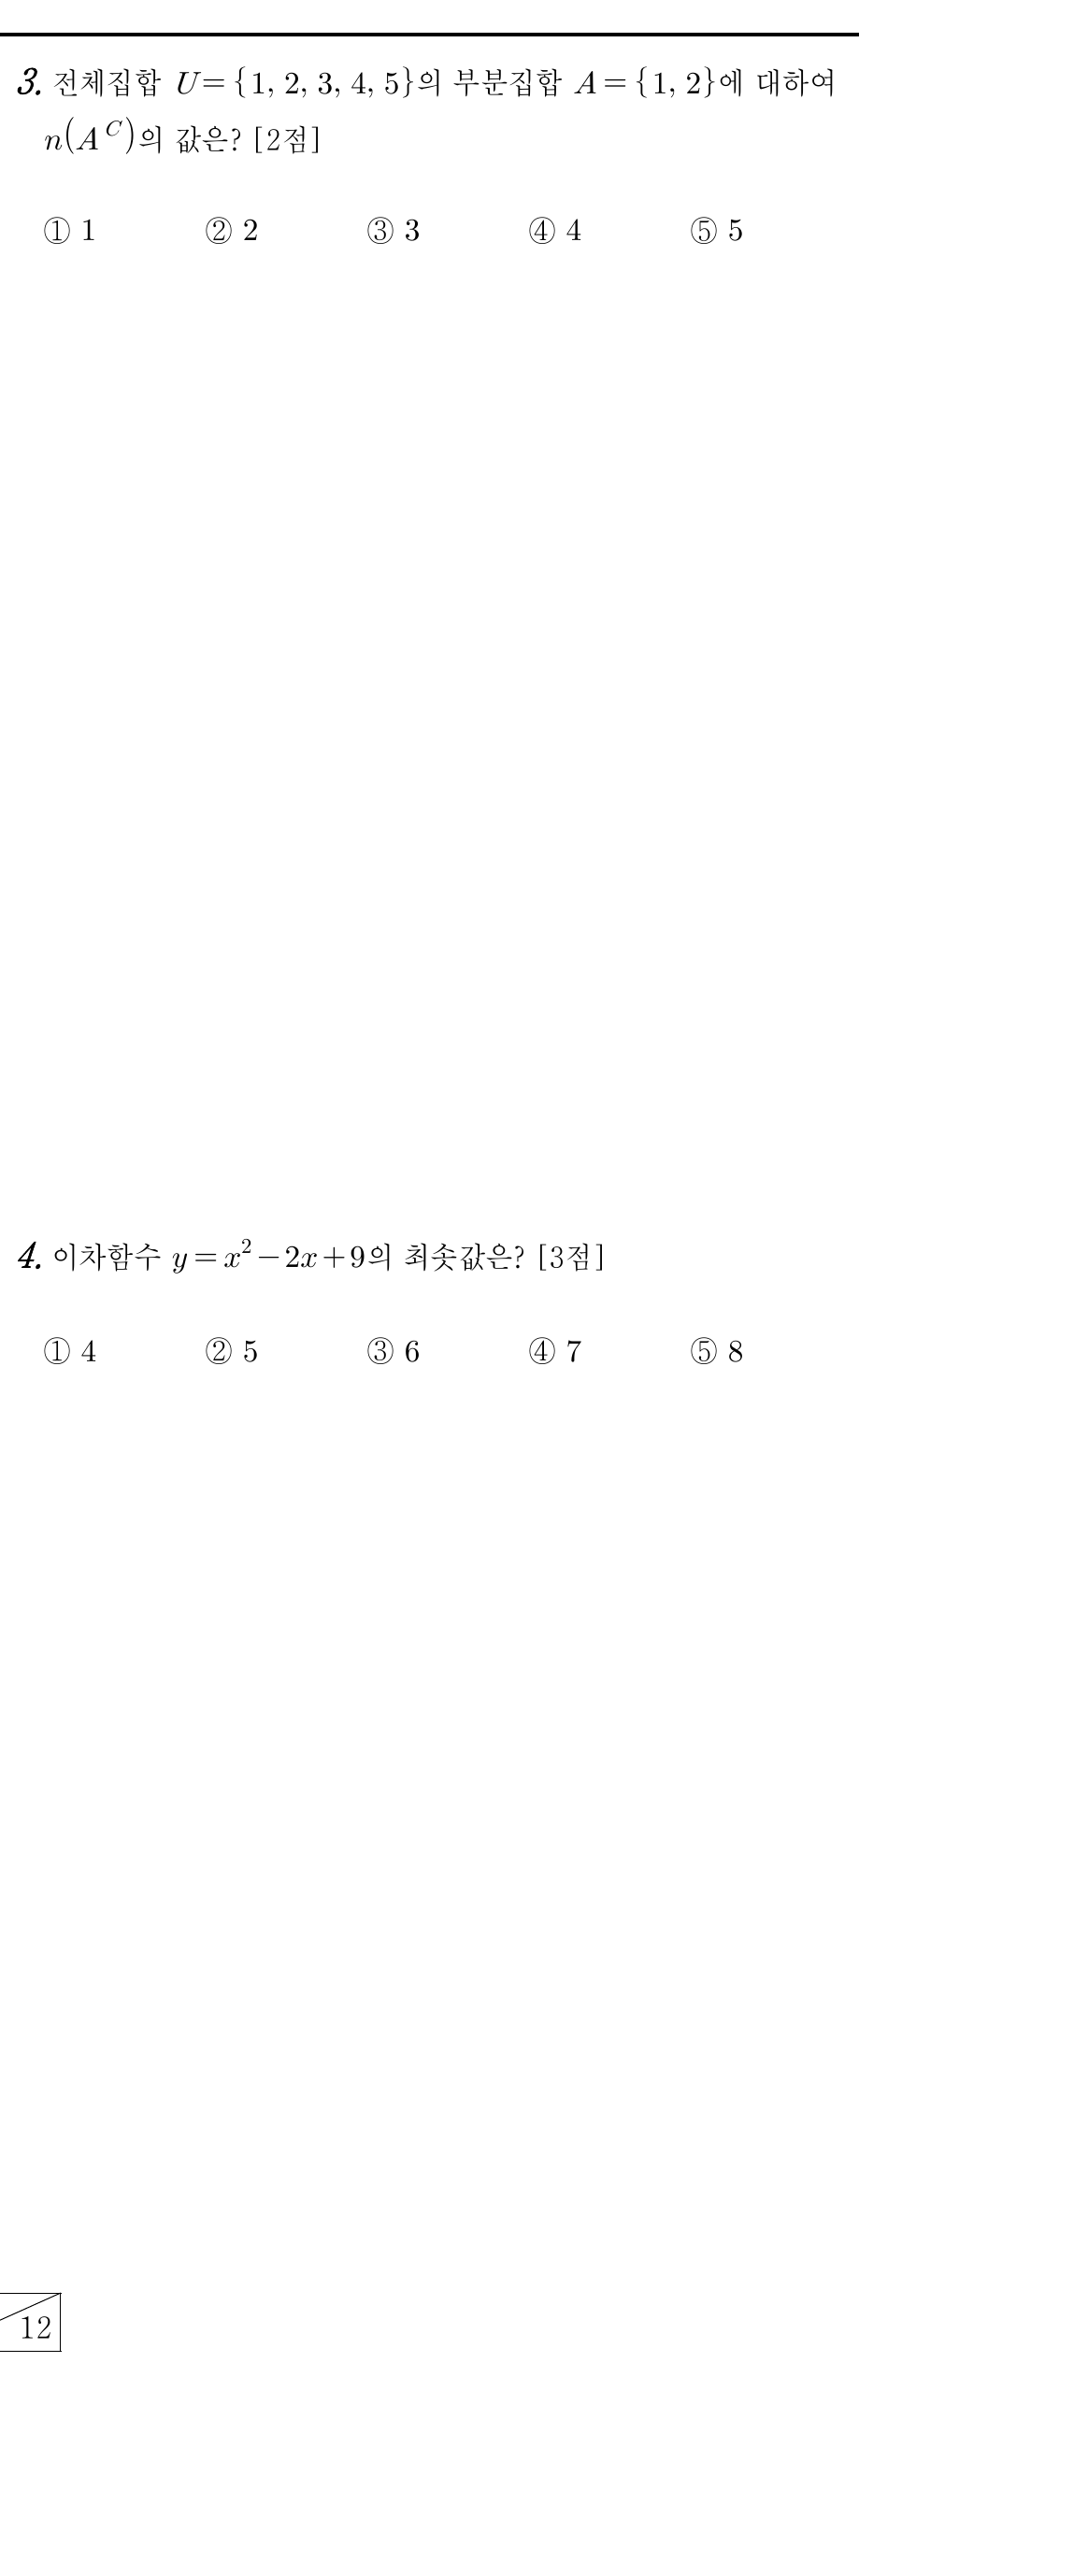 3. 전체집합 U={1, 2, 3, 4, 5}의 부분집합 A={1, 2}에 대하여
n(A^C)의 값은? [2점]
① 1 ② 2 ③ 3 ④ 4 ⑤ 5
4. 이차함수 y=x²-2x+9의 최솟값은? [3점]
① 4 ② 5 ③ 6 ④ 7 ⑤ 8
12